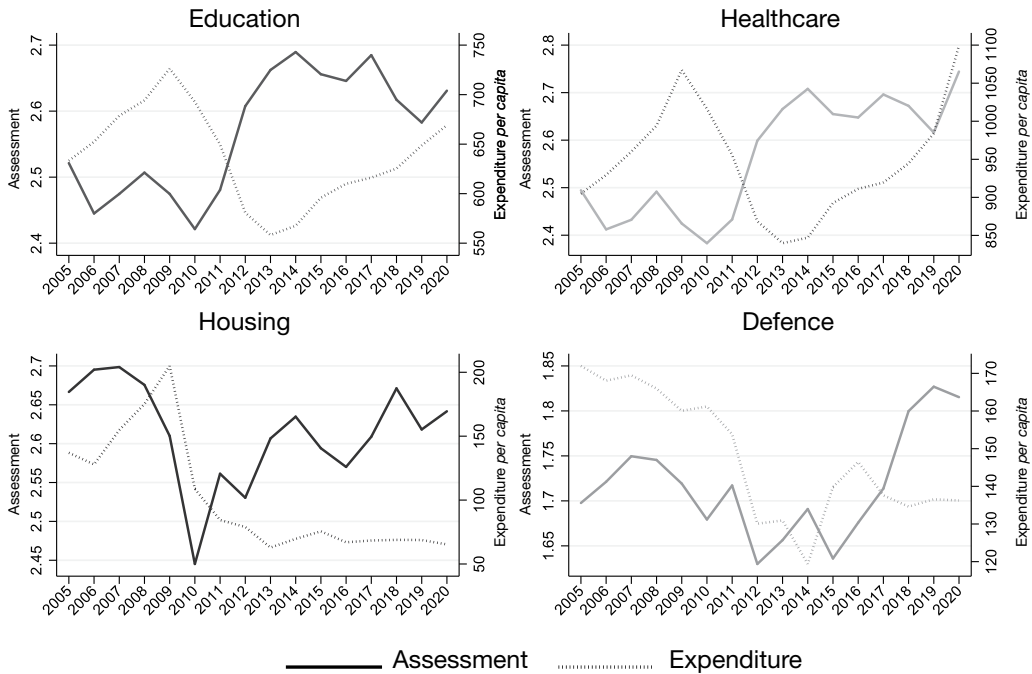 Education
Assessment
2.4 2.5 2.6 2.7
550 600 650 700 750
Expenditure per capita
2005 2006 2007 2008 2009 2010 2011 2012 2013 2014 2015 2016 2017 2018 2019 2020
Healthcare
Assessment
2.4 2.5 2.6 2.7 2.8
850 900 950 1000 1050 1100
Expenditure per capita
2005 2006 2007 2008 2009 2010 2011 2012 2013 2014 2015 2016 2017 2018 2019 2020
Housing
Assessment
2.45 2.5 2.55 2.6 2.65 2.7
50 100 150 200
Expenditure per capita
2005 2006 2007 2008 2009 2010 2011 2012 2013 2014 2015 2016 2017 2018 2019 2020
Defence
Assessment
1.65 1.7 1.75 1.8 1.85
120 130 140 150 160 170
Expenditure per capita
2005 2006 2007 2008 2009 2010 2011 2012 2013 2014 2015 2016 2017 2018 2019 2020
Assessment Expenditure